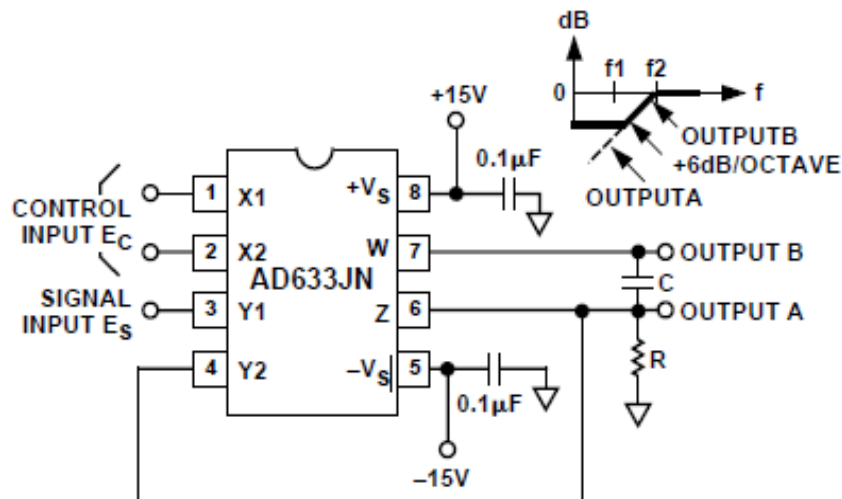 dB
f1 f2
0 f
+15V
OUTPUTB
+6dB/OCTAVE
OUTPUTA
0.1µF
CONTROL
INPUT EC
SIGNAL
INPUT ES
1 X1 +VS 8
2 X2 W 7
AD633JN
3 Y1 Z 6
4 Y2 –VS 5
OUTPUT B
C
OUTPUT A
R
0.1µF
–15V